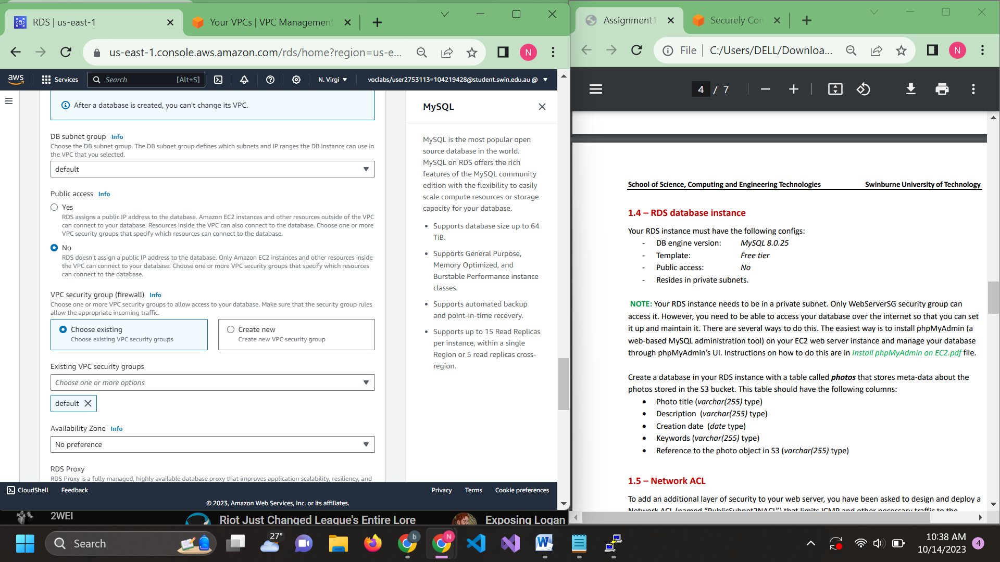 RDS | us-east-1
Your VPCs | VPC Management
us-east-1.console.aws.amazon.com/rds/home?region=us-e...
N
aws
Services
Search
[Alt+S]
N. Virgi
voclabs/user2753113=104219428@student.swin.edu.au @
After a database is created, you can't change its VPC.
DB subnet group Info
Choose the DB subnet group. The DB subnet group defines which subnets and IP ranges the DB instance can use in
the VPC that you selected.
default
Public access Info
Yes
RDS assigns a public IP address to the database. Amazon EC2 instances and other resources outside of the VPC
can connect to your database. Resources inside the VPC can also connect to the database. Choose one or more
VPC security groups that specify which resources can connect to the database.
No
RDS doesn't assign a public IP address to the database. Only Amazon EC2 instances and other resources inside
the VPC can connect to your database. Choose one or more VPC security groups that specify which resources
can connect to the database.
VPC security group (firewall) Info
Choose one or more VPC security groups to allow access to your database. Make sure that the security group rules
allow the appropriate incoming traffic.
Choose existing
Choose existing VPC security groups
Create new
Create new VPC security group
Existing VPC security groups
Choose one or more options
default
Availability Zone Info
No preference
RDS Proxy
RDS Proxy is a fully managed, highly available database proxy that improves application scalability, resiliency, and
MySQL
MySQL is the most popular open
source database in the world.
MySQL on RDS offers the rich
features of the MySQL community
edition with the flexibility to easily
scale compute resources or storage
capacity for your database.
• Supports database size up to 64
TiB.
• Supports General Purpose,
Memory Optimized, and
Burstable Performance instance
classes.
• Supports automated backup
and point-in-time recovery.
• Supports up to 15 Read Replicas
per instance, within a single
Region or 5 read replicas cross-
region.
CloudShell
Feedback
Privacy
Terms
Cookie preferences
© 2023, Amazon Web Services, Inc. or its affiliates.
2WEI
Riot Just Changed League's Entire Lore
Exposing Logan
Assignment1
Securely Con
File
C:/Users/DELL/Downloa...
N
4 / 7
School of Science, Computing and Engineering Technologies
Swinburne University of Technology
1.4 – RDS database instance
Your RDS instance must have the following configs:
- DB engine version: MySQL 8.0.25
- Template: Free tier
- Public access: No
- Resides in private subnets.
NOTE: Your RDS instance needs to be in a private subnet. Only WebServerSG security group can
access it. However, you need to be able to access your database over the internet so that you can set
it up and maintain it. There are several ways to do this. The easiest way is to install phpMyAdmin (a
web-based MySQL administration tool) on your EC2 web server instance and manage your database
through phpMyAdmin's UI. Instructions on how to do this are in Install phpMyAdmin on EC2.pdf file.
Create a database in your RDS instance with a table called photos that stores meta-data about the
photos stored in the S3 bucket. This table should have the following columns:
• Photo title (varchar(255) type)
• Description (varchar(255) type)
• Creation date (date type)
• Keywords (varchar(255) type)
• Reference to the photo object in S3 (varchar(255) type)
1.5 – Network ACL
To add an additional layer of security to your web server, you have been asked to design and deploy a
Network ACL (named "PublicSubnet2NACL") that limits ICMP and other necessary traffic to the
Search
27°
b
N
10:38 AM
10/14/2023
4